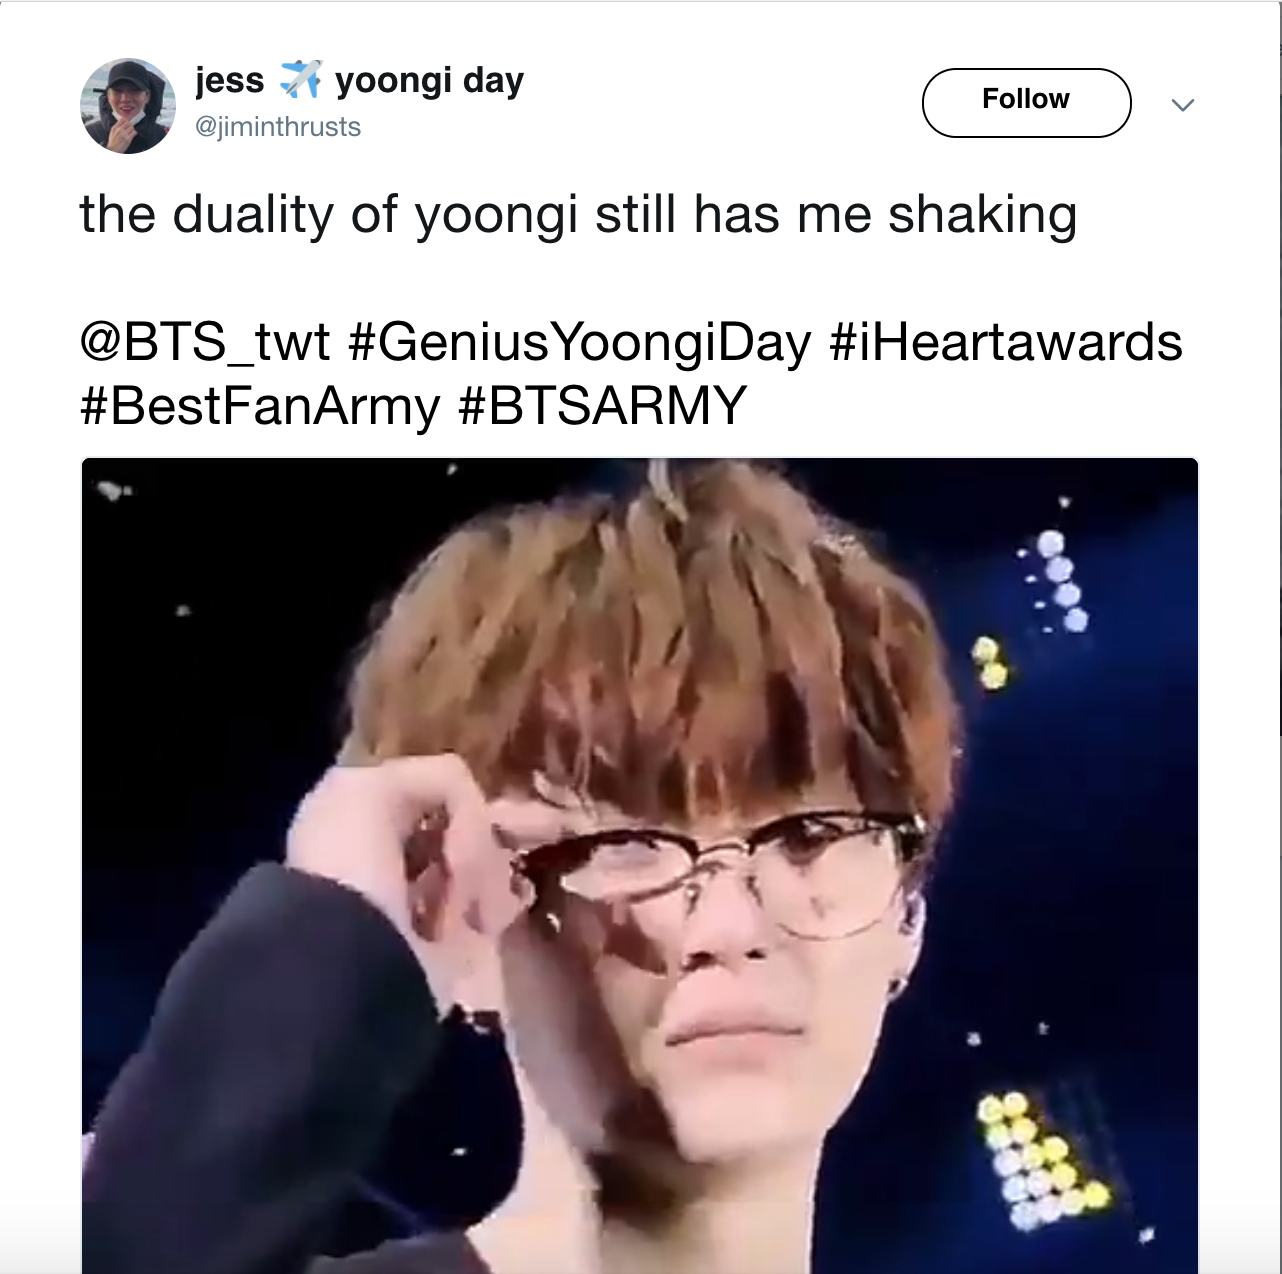 jess ✈️ yoongi day
@jiminthrusts
Follow
the duality of yoongi still has me shaking
@BTS_twt #GeniusYoongiDay #iHeartawards
#BestFanArmy #BTSARMY